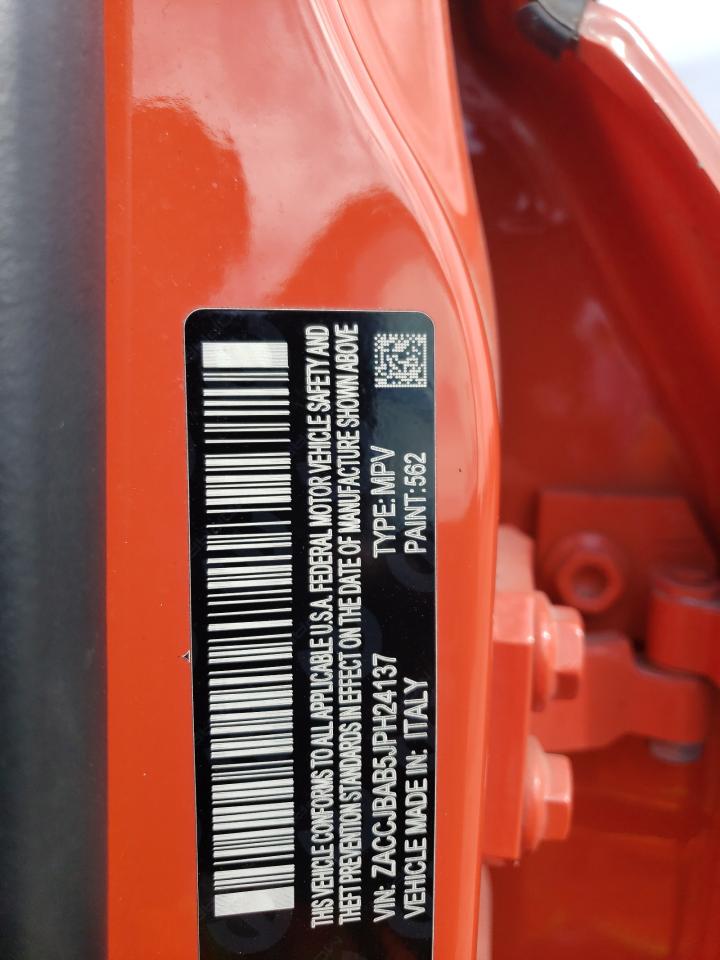 THIS VEHICLE CONFORMS TO ALL APPLICABLE U.S.A. FEDERAL MOTOR VEHICLE SAFETY AND
THEFT PREVENTION STANDARDS IN EFFECT ON THE DATE OF MANUFACTURE SHOWN ABOVE
VIN: ZACCJBAB5JPH24137 TYPE: MPV
VEHICLE MADE IN: ITALY PAINT: 562